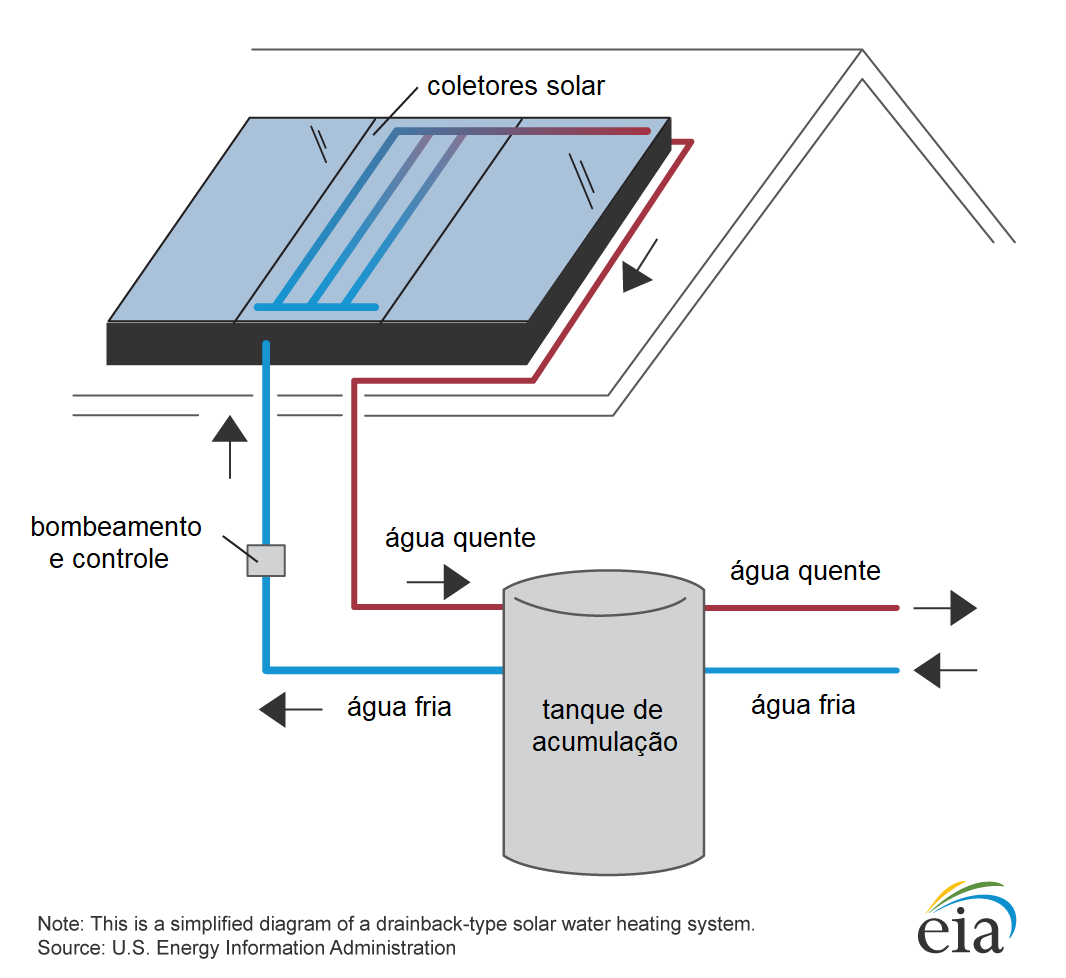 coletores solar
bombeamento
e controle
água quente
água quente
água fria
tanque de
acumulação
água fria
Note: This is a simplified diagram of a drainback-type solar water heating system.
Source: U.S. Energy Information Administration
eia